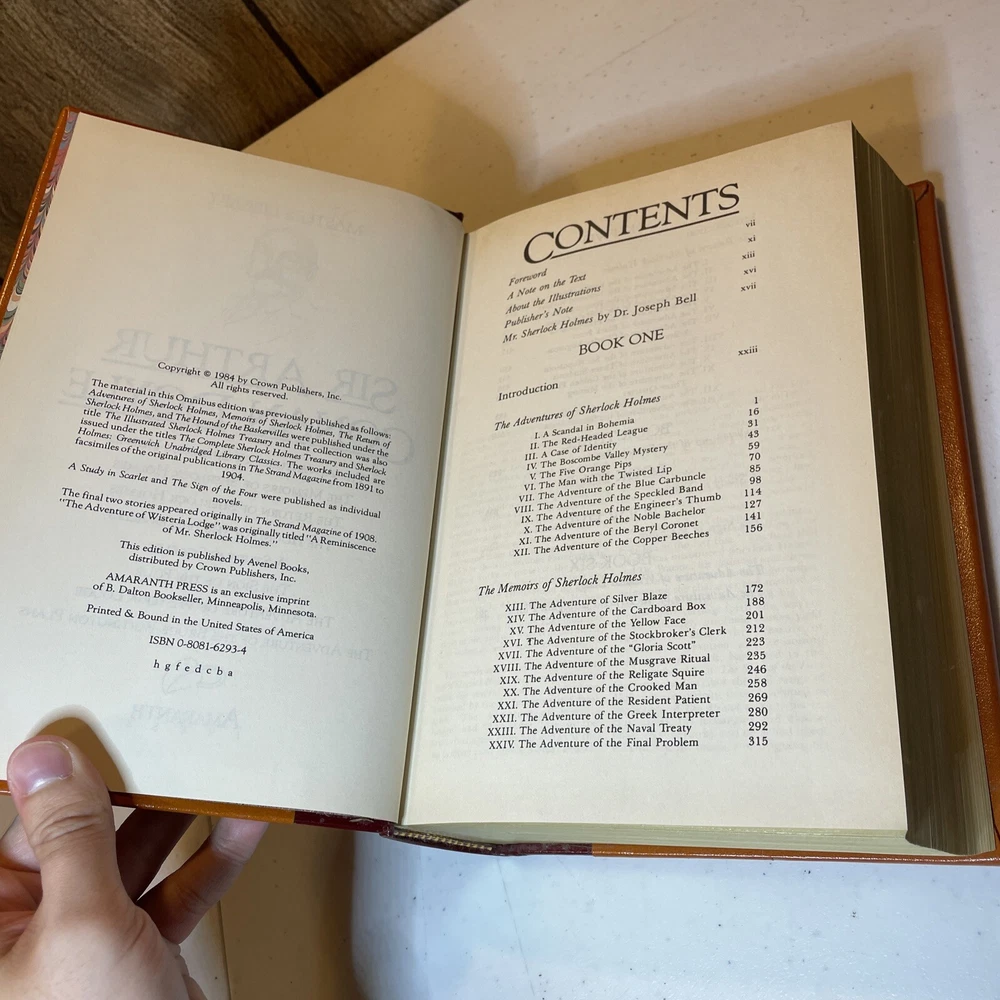 Copyright © 1984 by Crown Publishers, Inc.
All rights reserved.
The material in this Omnibus edition was previously published as follows:
Adventures of Sherlock Holmes, Memoirs of Sherlock Holmes, The Return of
Sherlock Holmes, and The Hound of the Baskervilles were published under the
title The Illustrated Sherlock Holmes Treasury and that collection was also
issued under the titles The Complete Sherlock Holmes Treasury and Sherlock
Holmes: Greenwich Unabridged Library Classics. The works included are
facsimiles of the original publications in The Strand Magazine from 1891 to
1904.
A Study in Scarlet and The Sign of the Four were published as individual
novels.
The final two stories appeared originally in The Strand Magazine of 1908.
"The Adventure of Wisteria Lodge" was originally titled "A Reminiscence
of Mr. Sherlock Holmes."
This edition is published by Avenel Books,
distributed by Crown Publishers, Inc.
AMARANTH PRESS is an exclusive imprint
of B. Dalton Bookseller, Minneapolis, Minnesota.
Printed & Bound in the United States of America
ISBN 0-8081-6293-4
h g f e d c b a
CONTENTS
Foreword vii
A Note on the Text xi
About the Illustrations xiii
Publisher's Note xvi
Mr. Sherlock Holmes by Dr. Joseph Bell xvii
BOOK ONE
Introduction xxiii
The Adventures of Sherlock Holmes
I. A Scandal in Bohemia 1
II. The Red-Headed League 16
III. A Case of Identity 31
IV. The Boscombe Valley Mystery 43
V. The Five Orange Pips 59
VI. The Man with the Twisted Lip 70
VII. The Adventure of the Blue Carbuncle 85
VIII. The Adventure of the Speckled Band 98
IX. The Adventure of the Engineer's Thumb 114
X. The Adventure of the Noble Bachelor 127
XI. The Adventure of the Beryl Coronet 141
XII. The Adventure of the Copper Beeches 156
The Memoirs of Sherlock Holmes
XIII. The Adventure of Silver Blaze 172
XIV. The Adventure of the Cardboard Box 188
XV. The Adventure of the Yellow Face 201
XVI. The Adventure of the Stockbroker's Clerk 212
XVII. The Adventure of the "Gloria Scott" 223
XVIII. The Adventure of the Musgrave Ritual 235
XIX. The Adventure of the Religate Squire 246
XX. The Adventure of the Crooked Man 258
XXI. The Adventure of the Resident Patient 269
XXII. The Adventure of the Greek Interpreter 280
XXIII. The Adventure of the Naval Treaty 292
XXIV. The Adventure of the Final Problem 315